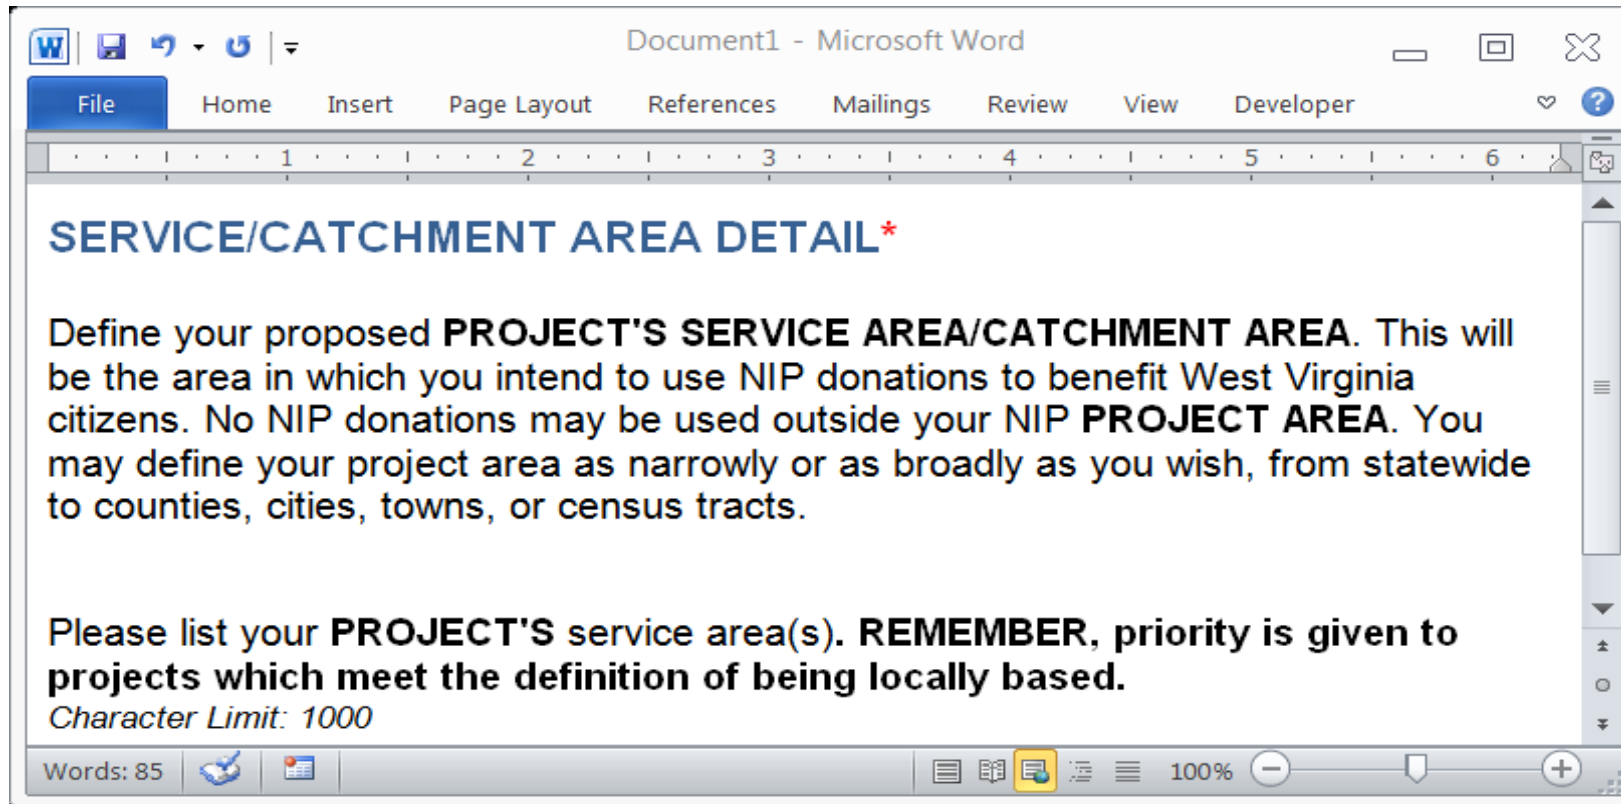 Document1 - Microsoft Word
File Home Insert Page Layout References Mailings Review View Developer
1 2 3 4 5 6
SERVICE/CATCHMENT AREA DETAIL*
Define your proposed PROJECT'S SERVICE AREA/CATCHMENT AREA. This will
be the area in which you intend to use NIP donations to benefit West Virginia
citizens. No NIP donations may be used outside your NIP PROJECT AREA. You
may define your project area as narrowly or as broadly as you wish, from statewide
to counties, cities, towns, or census tracts.
Please list your PROJECT'S service area(s). REMEMBER, priority is given to
projects which meet the definition of being locally based.
Character Limit: 1000
Words: 85 100%